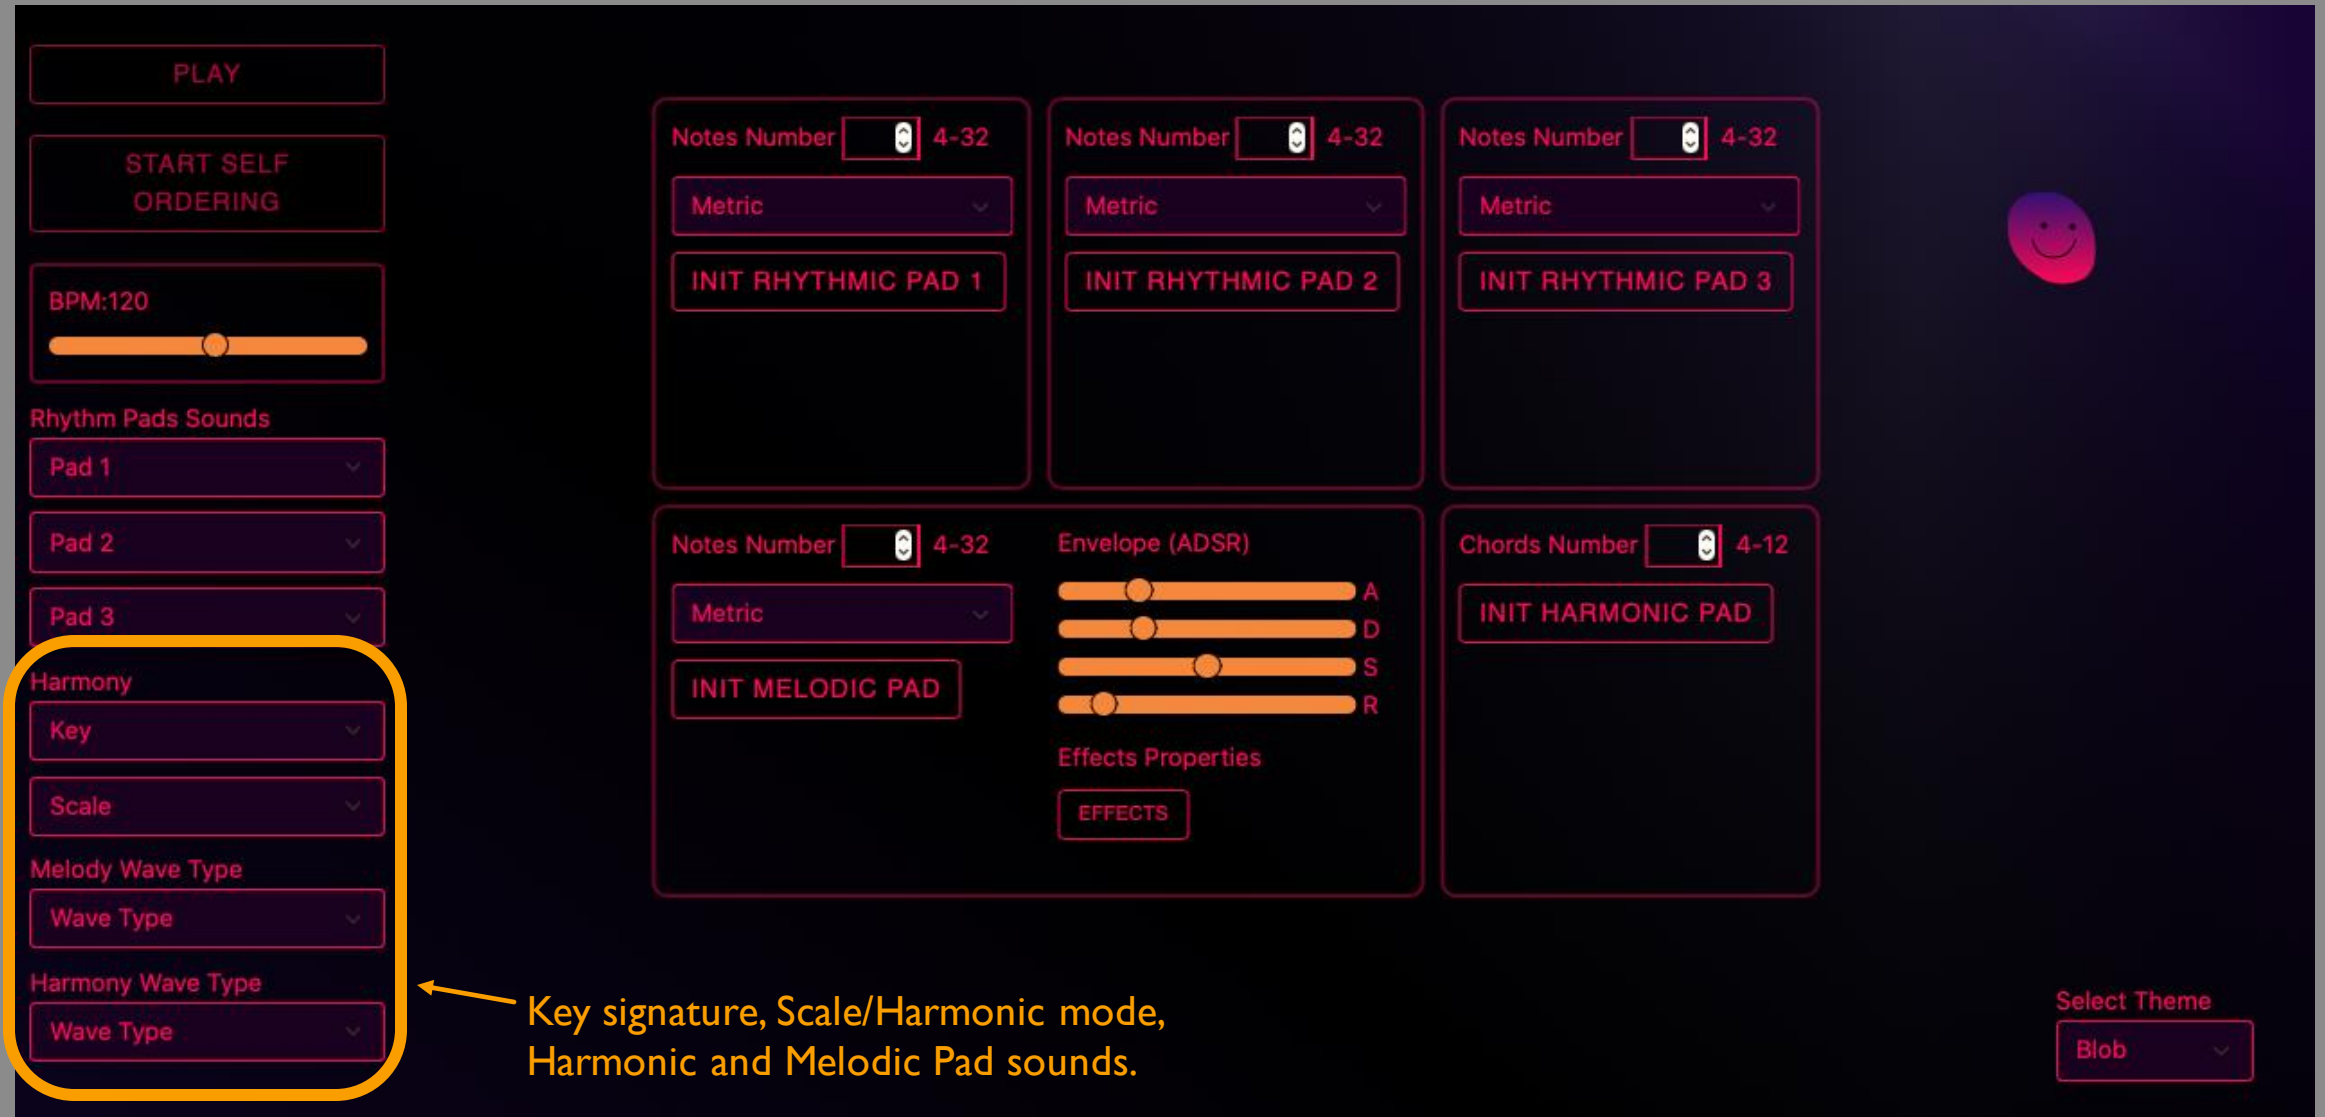 PLAY
START SELF
ORDERING
BPM:120
Rhythm Pads Sounds
Pad 1
Pad 2
Pad 3
Harmony
Key
Scale
Melody Wave Type
Wave Type
Harmony Wave Type
Wave Type
Notes Number 4-32
Metric
INIT RHYTHMIC PAD 1
Notes Number 4-32
Metric
INIT RHYTHMIC PAD 2
Notes Number 4-32
Metric
INIT RHYTHMIC PAD 3
Notes Number 4-32
Metric
INIT MELODIC PAD
Envelope (ADSR)
A
D
S
R
Effects Properties
EFFECTS
Chords Number 4-12
INIT HARMONIC PAD
Key signature, Scale/Harmonic mode,
Harmonic and Melodic Pad sounds.
Select Theme
Blob